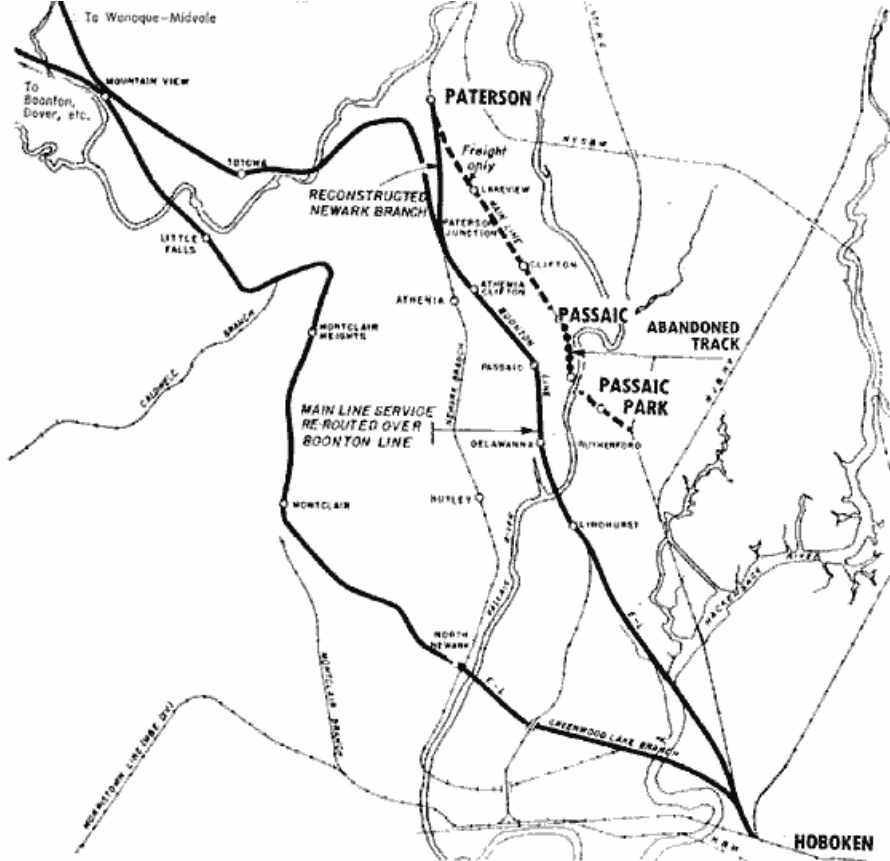 To Wanaque-Midvale
MOUNTAIN VIEW
To
Boonton,
Dover, etc.
PATERSON
N Y S & W
TOTOWA
Freight
only
LAKEVIEW
RECONSTRUCTED
NEWARK BRANCH
MAIN LINE
PATERSON
JUNCTION
LITTLE
FALLS
CLIFTON
ATHENIA
CLIFTON
ATHENIA
PASSAIC
BOONTON
LINE
MONTCLAIR
HEIGHTS
ABANDONED
TRACK
CALDWELL BRANCH
PASSAIC
NEWARK BRANCH
PASSAIC
PARK
MAIN LINE SERVICE
RE-ROUTED OVER
BOONTON LINE
DELAWANNA
RUTHERFORD
MONTCLAIR
NUTLEY
LYNDHURST
PASSAIC RIVER
HACKENSACK RIVER
E-L
NORTH
NEWARK
MONTCLAIR BRANCH
E-L
GREENWOOD LAKE BRANCH
MORRISTOWN LINE (M&E DIV)
HOBOKEN